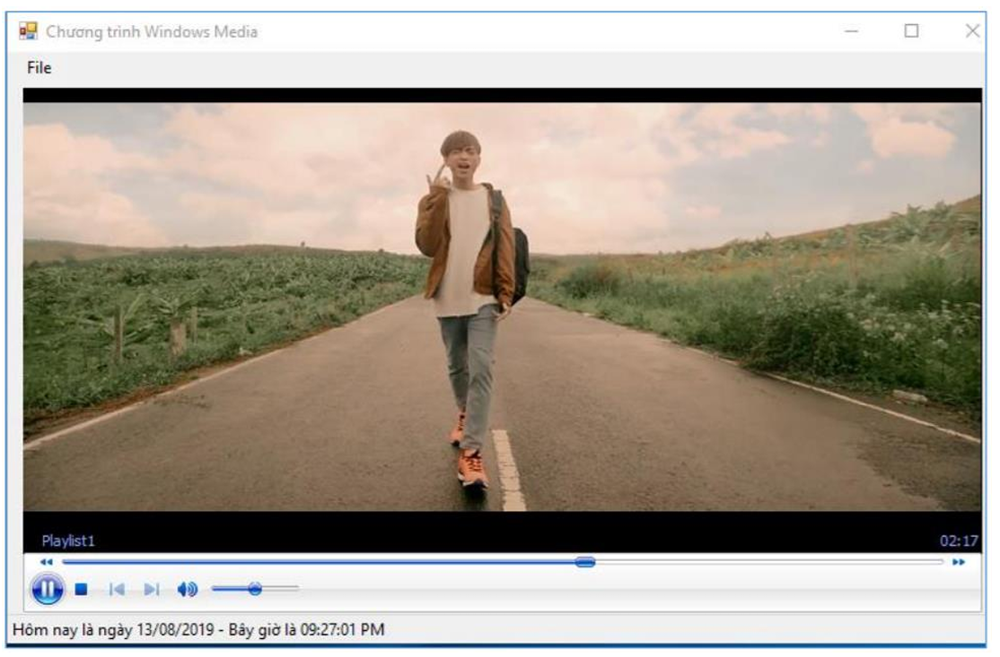 Chương trình Windows Media
File
Playlist1
02:17
Hôm nay là ngày 13/08/2019 - Bây giờ là 09:27:01 PM